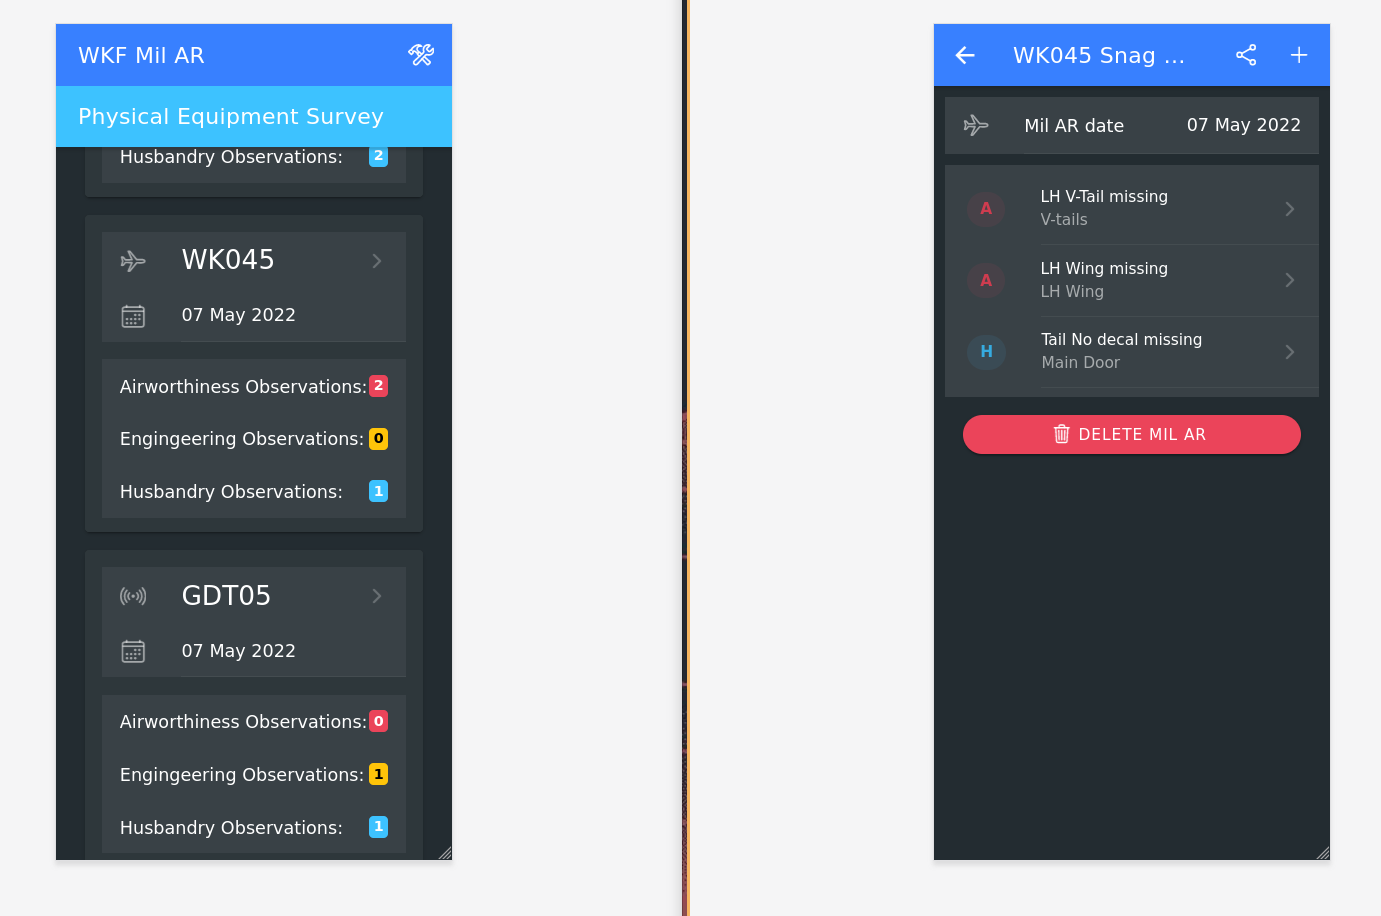 WKF Mil AR
Physical Equipment Survey
Husbandry Observations: 2
WK045
07 May 2022
Airworthiness Observations: 2
Engingeering Observations: 0
Husbandry Observations: 1
GDT05
07 May 2022
Airworthiness Observations: 0
Engingeering Observations: 1
Husbandry Observations: 1
WK045 Snag ...
Mil AR date 07 May 2022
A LH V-Tail missing
V-tails
A LH Wing missing
LH Wing
H Tail No decal missing
Main Door
DELETE MIL AR